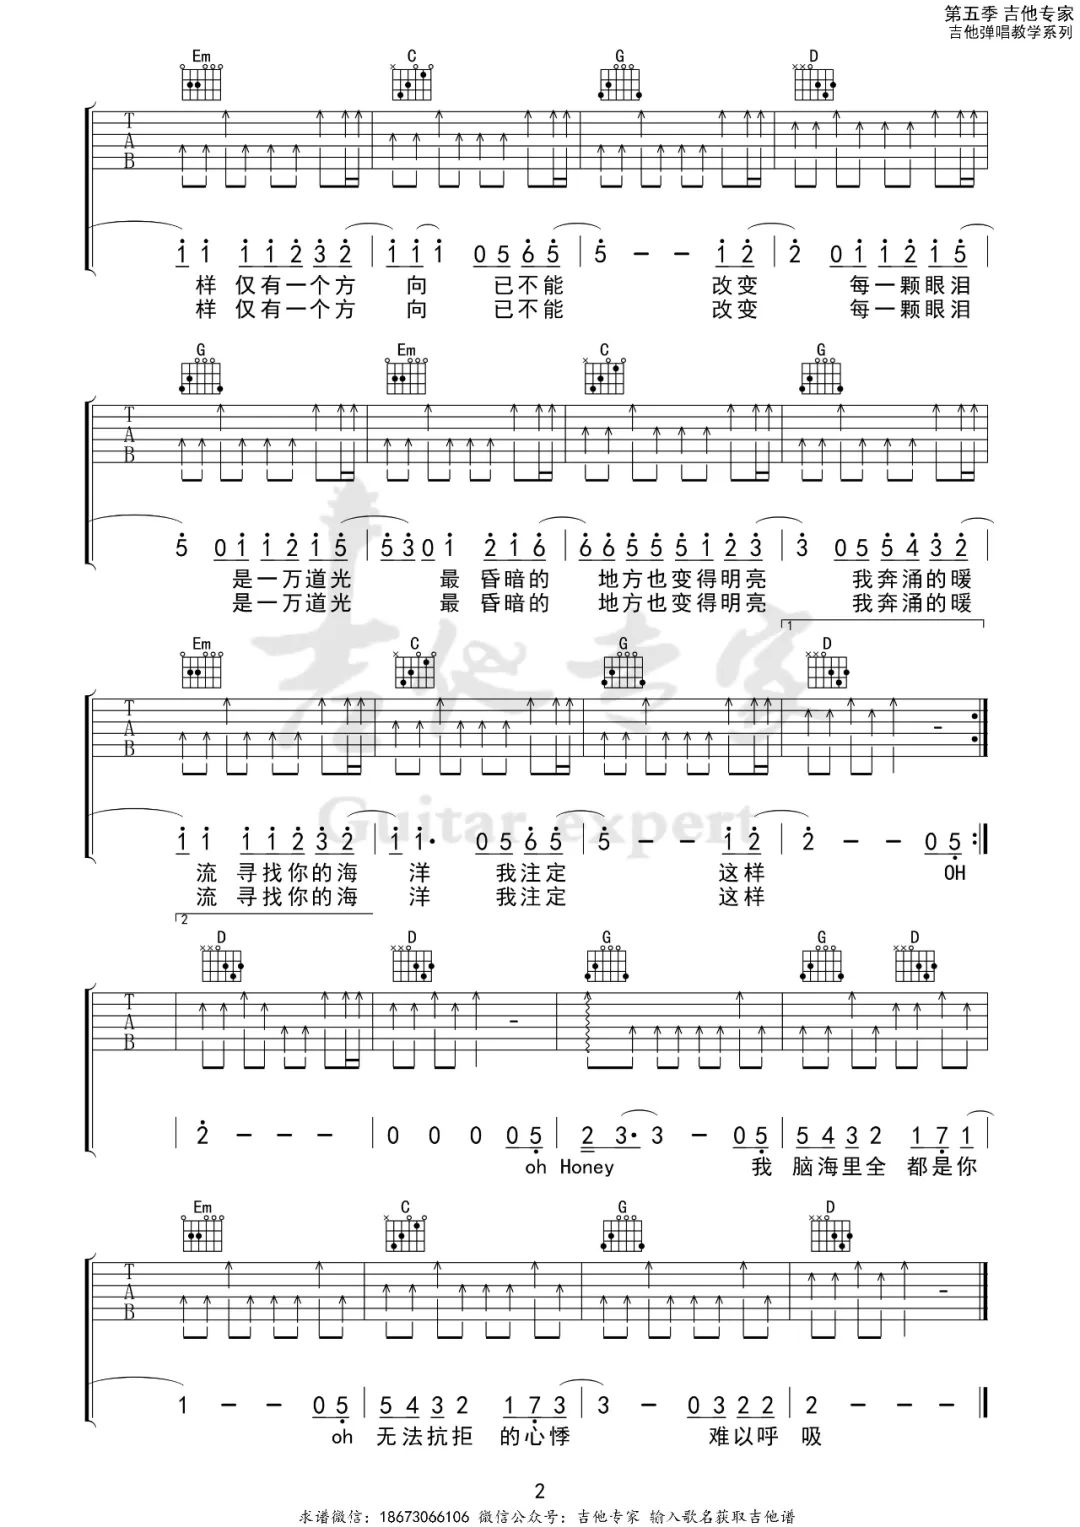 第五季 吉他专家
吉他弹唱教学系列
Em C G D
T
A
B
1 1 1 1 2 3 2 1 1 1 0 5 6 5 5 - - 1 2 2 0 1 1 2 1 5
样 仅有一个方 向 已不能 改变 每一颗眼泪
样 仅有一个方 向 已不能 改变 每一颗眼泪
G Em C G
T
A
B
5 0 1 1 2 1 5 5 3 0 1 2 1 6 6 6 5 5 5 1 2 3 3 0 5 5 4 3 2
是一万道光 最 昏暗的 地方也变得明亮 我奔涌的暖
是一万道光 最 昏暗的 地方也变得明亮 我奔涌的暖
1
Em C G D
T
A
B
吉他专家
Guitar expert
1 1 1 1 2 3 2 1 1· 0 5 6 5 5 - - 1 2 2 - - 0 5
流 寻找你的海 洋 我注定 这样 OH
流 寻找你的海 洋 我注定 这样
2
D D G G D
T
A
B
2 - - - 0 0 0 0 5 2 3· 3 - 0 5 5 4 3 2 1 7 1
oh Honey 我 脑海里全 都是你
Em C G D
T
A
B
1 - - 0 5 5 4 3 2 1 7 3 3 - 0 3 2 2 2 - -
oh 无法抗拒 的心悸 难以呼 吸
2
求谱微信：18673066106 微信公众号：吉他专家 输入歌名获取吉他谱